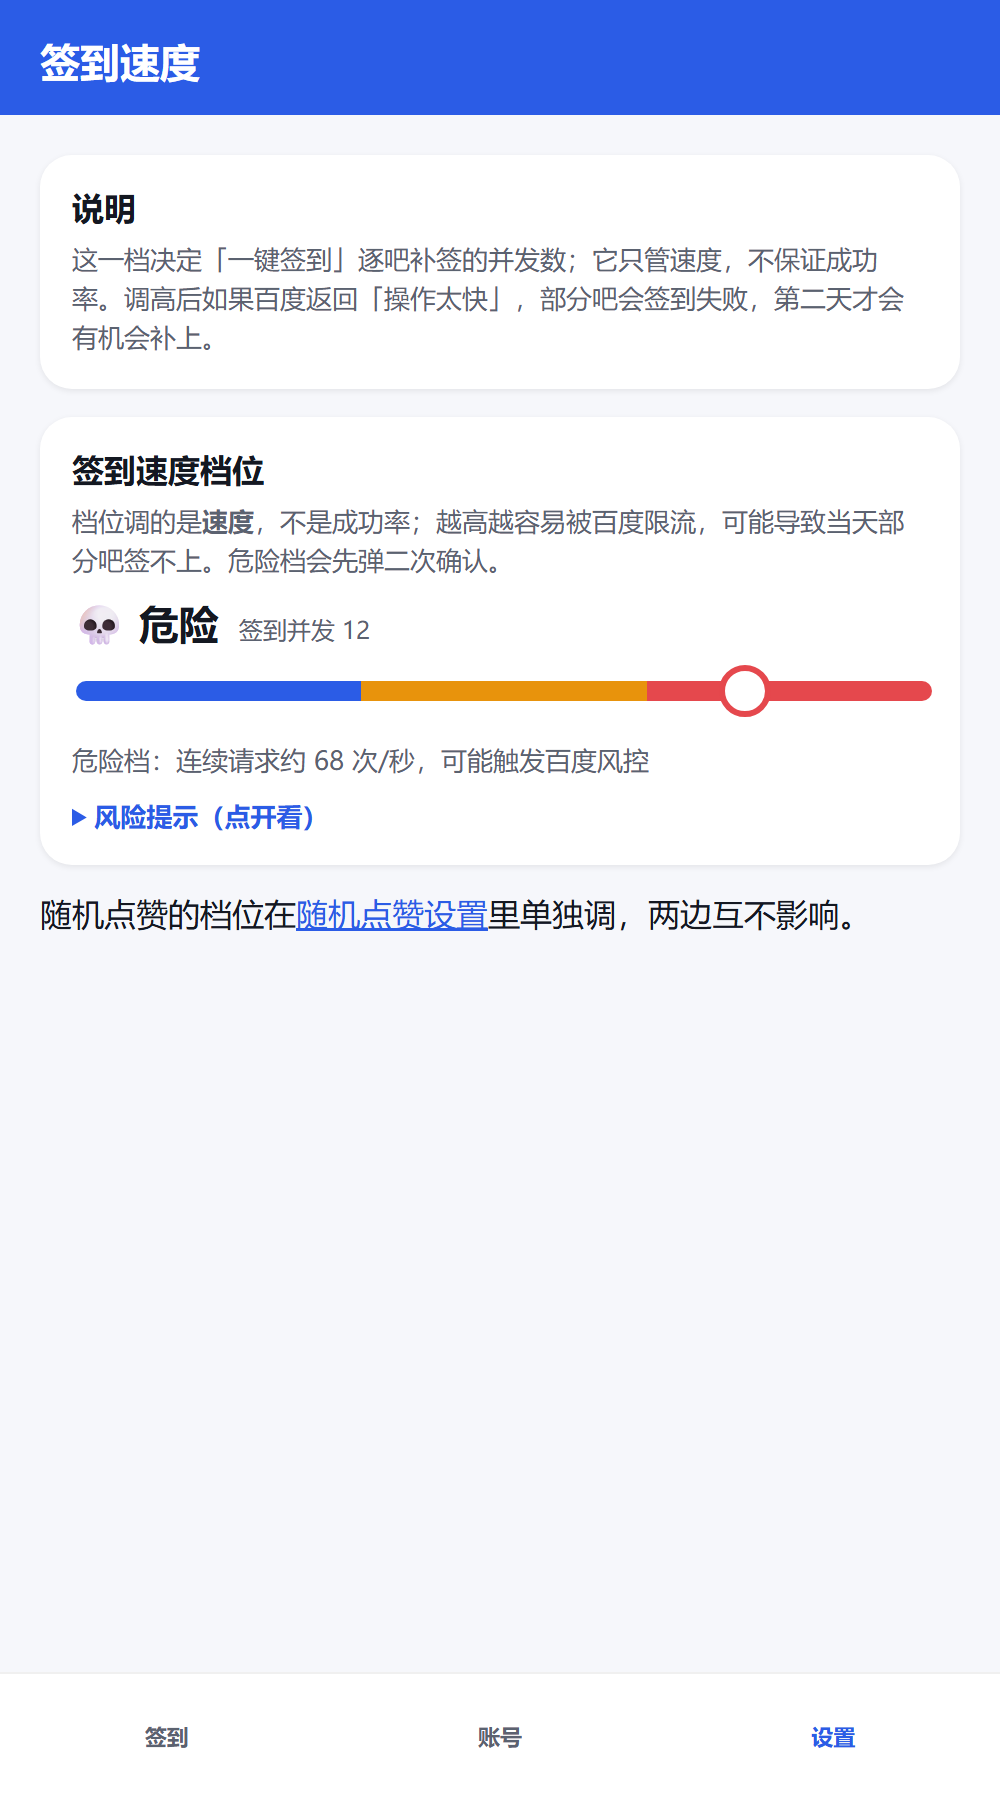 签到速度
说明
这一档决定「一键签到」逐吧补签的并发数；它只管速度，不保证成功
率。调高后如果百度返回「操作太快」，部分吧会签到失败，第二天才会
有机会补上。
签到速度档位
档位调的是速度，不是成功率；越高越容易被百度限流，可能导致当天部
分吧签不上。危险档会先弹二次确认。
危险 签到并发 12
危险档：连续请求约 68 次/秒，可能触发百度风控
▶ 风险提示（点开看）
随机点赞的档位在随机点赞设置里单独调，两边互不影响。
签到 账号 设置